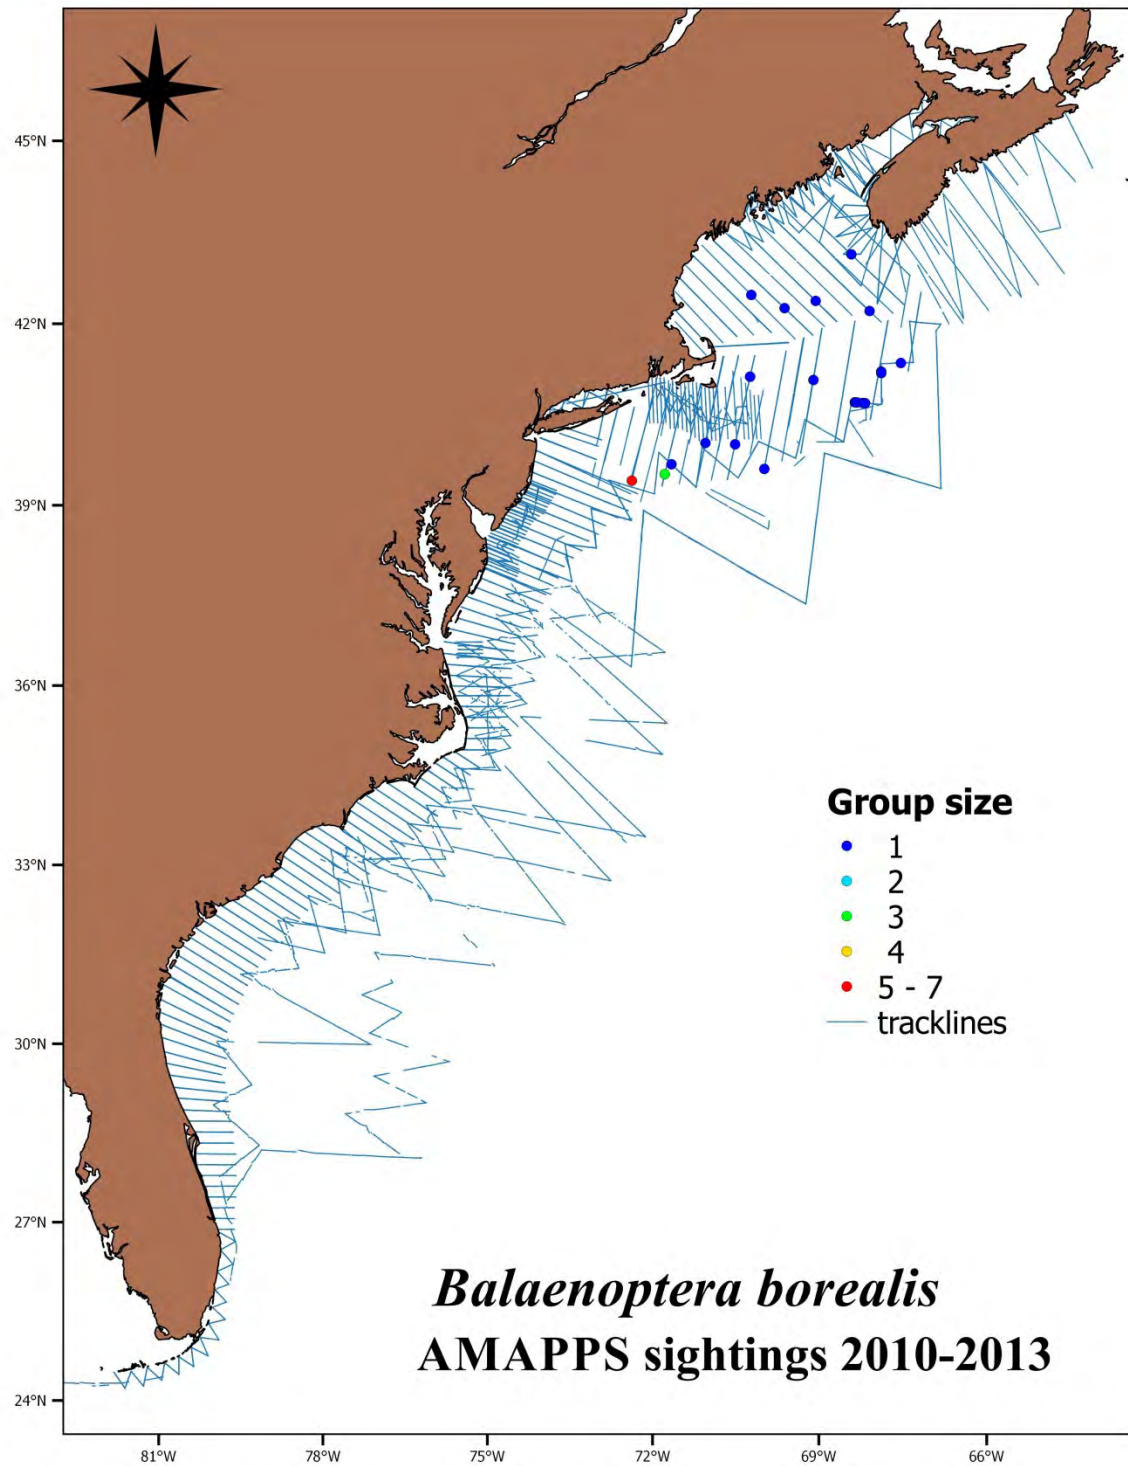 45°N
42°N
39°N
36°N
33°N
30°N
27°N
24°N
Group size
1
2
3
4
5 - 7
tracklines
Balaenoptera borealis
AMAPPS sightings 2010-2013
81°W
78°W
75°W
72°W
69°W
66°W